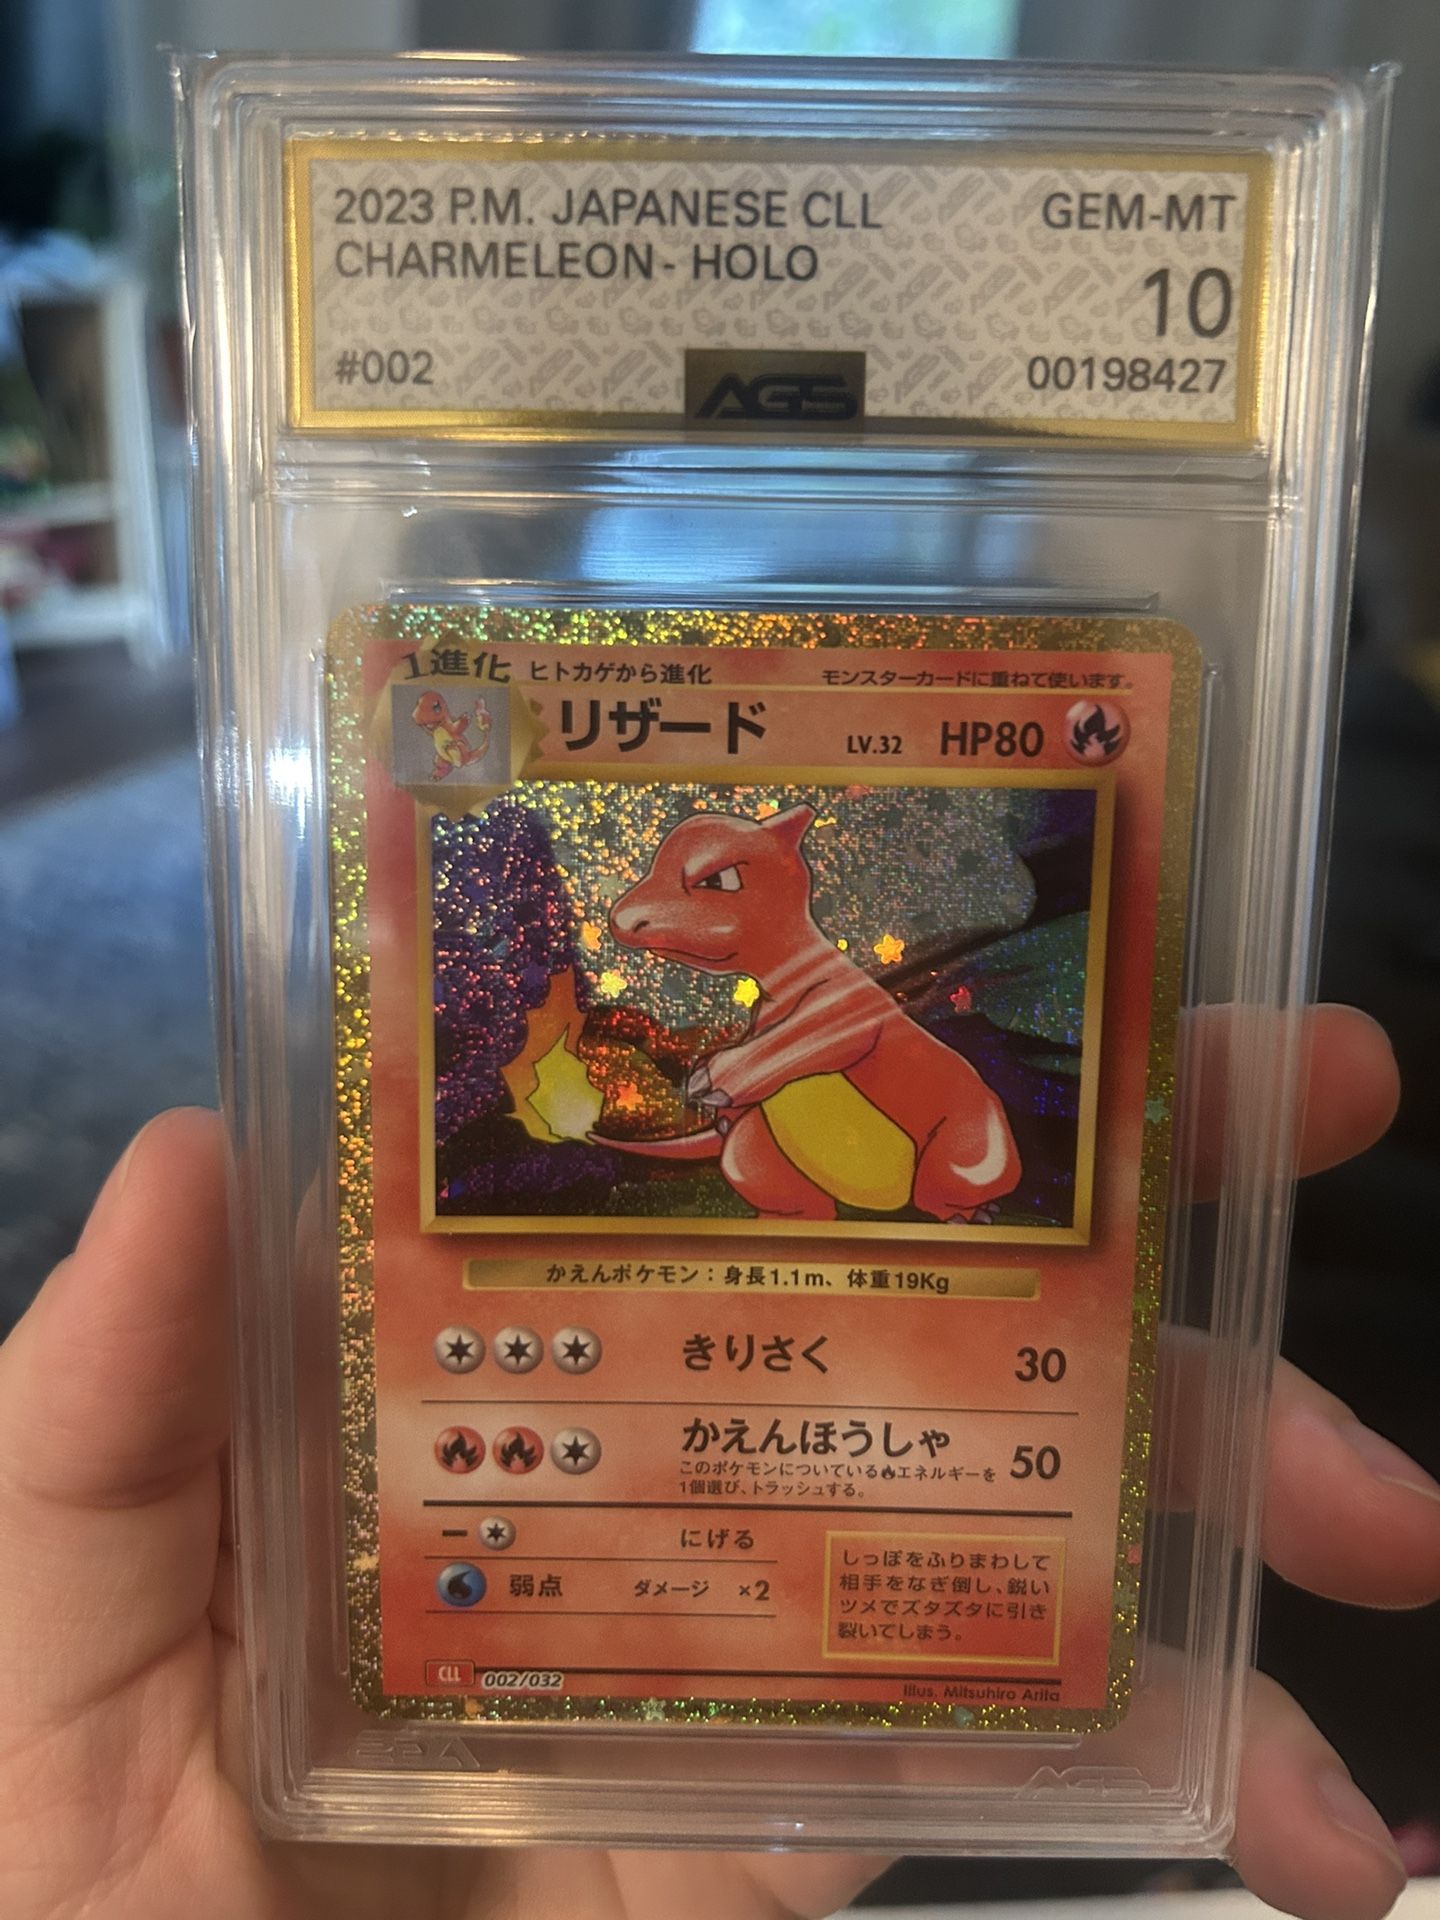 2023 P.M. JAPANESE CLL GEM-MT
CHARMELEON - HOLO 10
#002 AGS 00198427
1進化 ヒトカゲから進化 モンスターカードに重ねて使います。
リザード LV.32 HP80
かえんポケモン：身長1.1m、体重19Kg
きりさく 30
かえんほうしゃ 50
このポケモンについているエネルギーを
1個選び、トラッシュする。
ー にげる
弱点 ダメージ ×2
しっぽをふりまわして
相手をなぎ倒し、鋭い
ツメでズタズタに引き
裂いてしまう。
CLL 002/032 Illus. Mitsuhiro Arita
AGS AGS